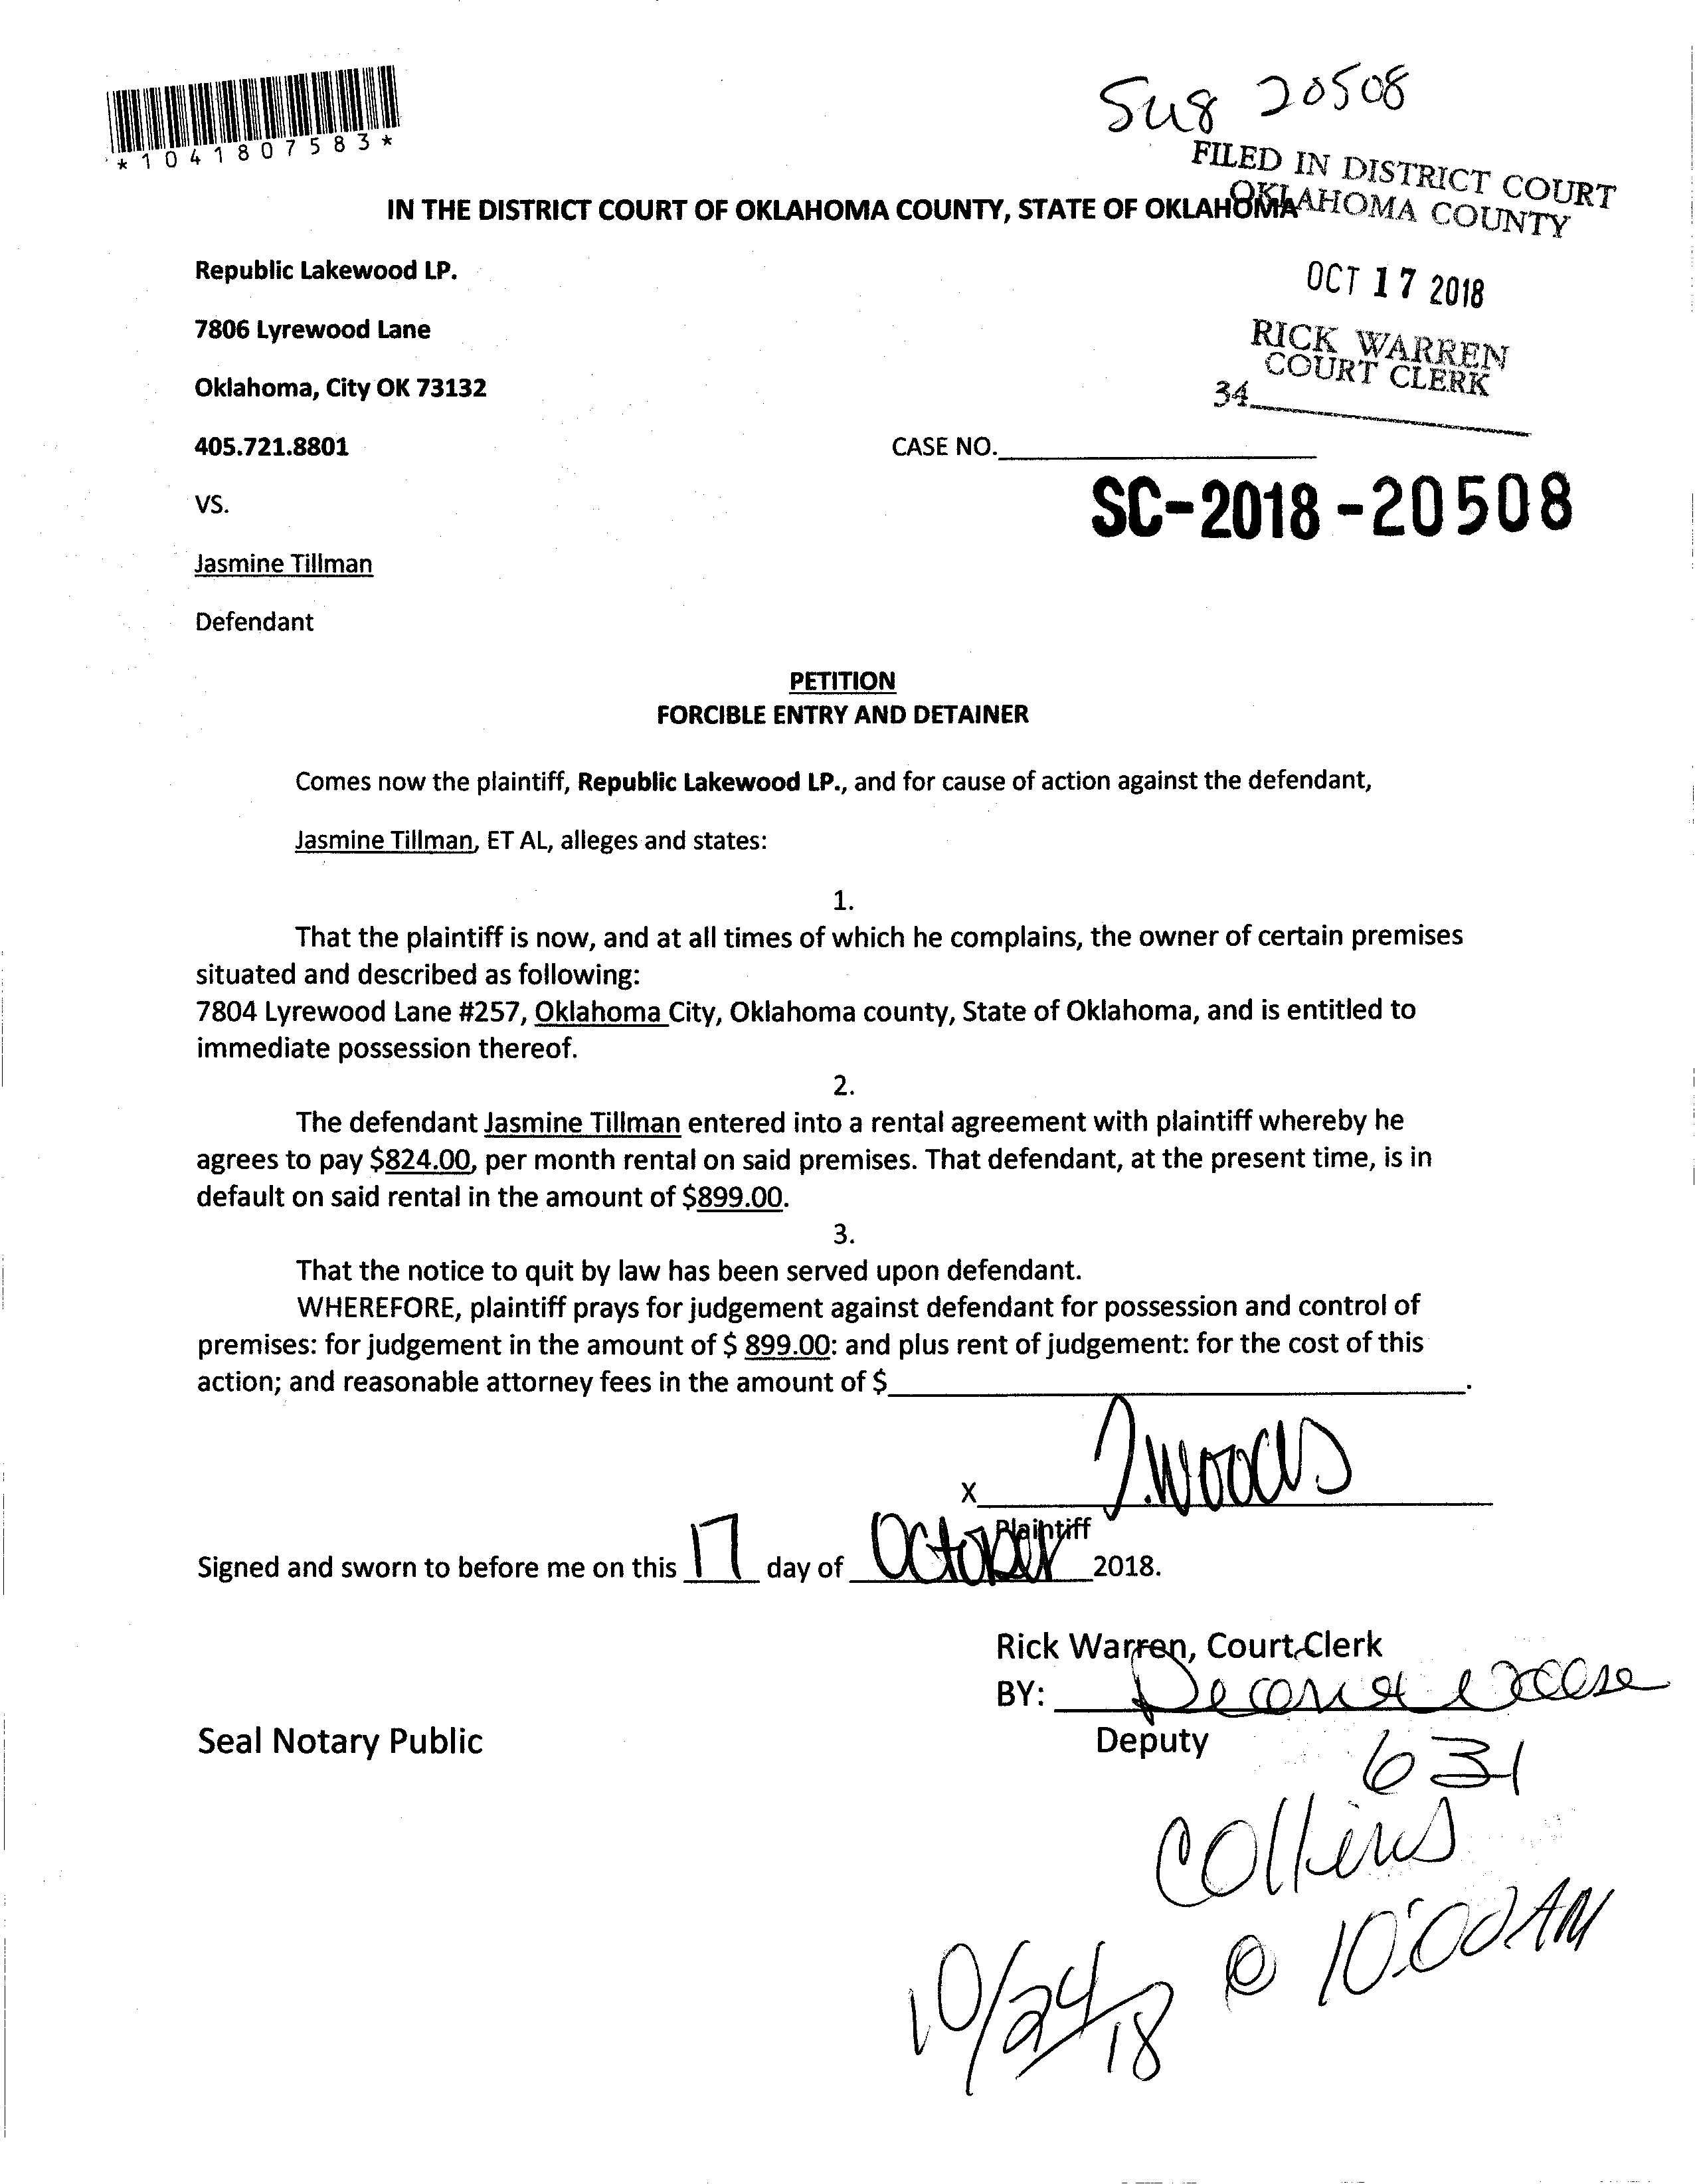 *1041807583*
20508
FILED IN DISTRICT COURT
OKLAHOMA COUNTY
IN THE DISTRICT COURT OF OKLAHOMA COUNTY, STATE OF OKLAHOMA
Republic Lakewood LP.
OCT 17 2018
7806 Lyrewood Lane
RICK WARREN
COURT CLERK
Oklahoma, City OK 73132
34
405.721.8801
CASE NO.
SC-2018-20508
VS.
Jasmine Tillman
Defendant
PETITION
FORCIBLE ENTRY AND DETAINER
Comes now the plaintiff, Republic Lakewood LP., and for cause of action against the defendant,
Jasmine Tillman, ET AL, alleges and states:
1.
That the plaintiff is now, and at all times of which he complains, the owner of certain premises
situated and described as following:
7804 Lyrewood Lane #257, Oklahoma City, Oklahoma county, State of Oklahoma, and is entitled to
immediate possession thereof.
2.
The defendant Jasmine Tillman entered into a rental agreement with plaintiff whereby he
agrees to pay $824.00, per month rental on said premises. That defendant, at the present time, is in
default on said rental in the amount of $899.00.
3.
That the notice to quit by law has been served upon defendant.
WHEREFORE, plaintiff prays for judgement against defendant for possession and control of
premises: for judgement in the amount of $ 899.00: and plus rent of judgement: for the cost of this
action; and reasonable attorney fees in the amount of $ .
X J.Woods
Plaintiff
Signed and sworn to before me on this 17 day of October 2018.
Rick Warren, Court Clerk
BY:
Seal Notary Public
Deputy
631
Collins
10/24/18 @ 10:00AM